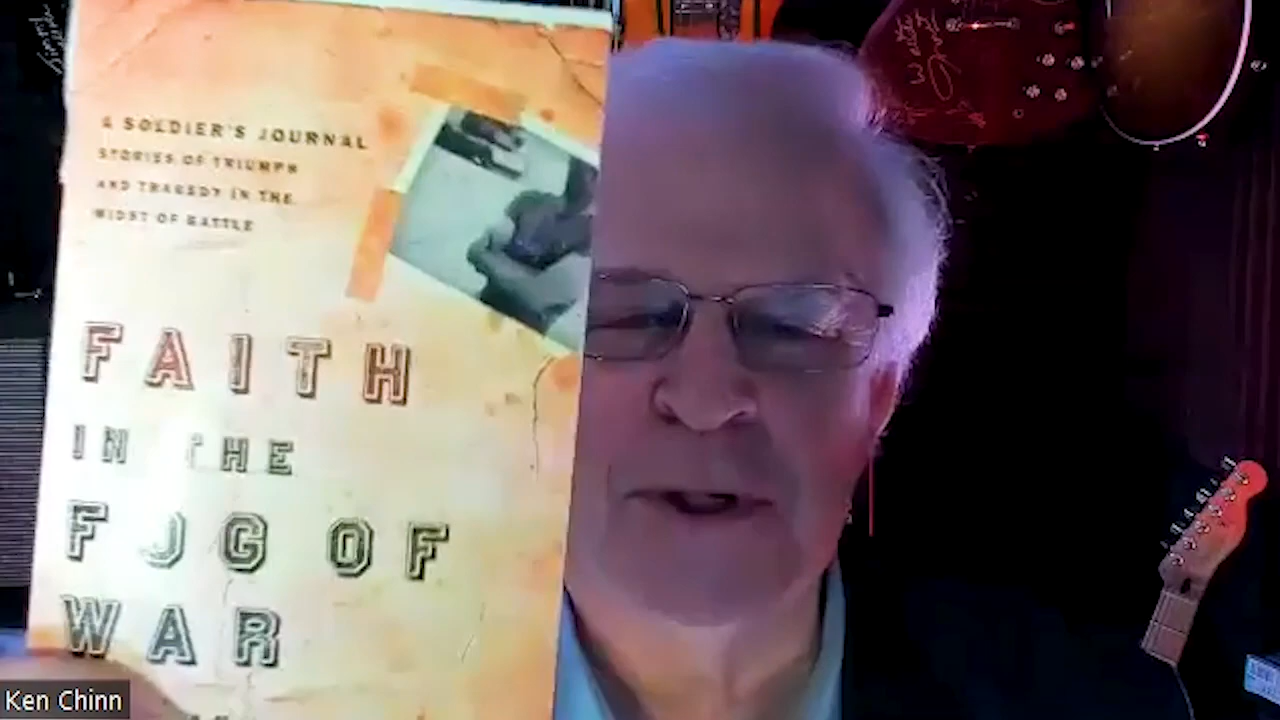 A SOLDIER'S JOURNAL
STORIES OF TRIUMPH
AND TRAGEDY IN THE
MIDST OF BATTLE
FAITH
IN THE
FOG OF
WAR
Ken Chinn